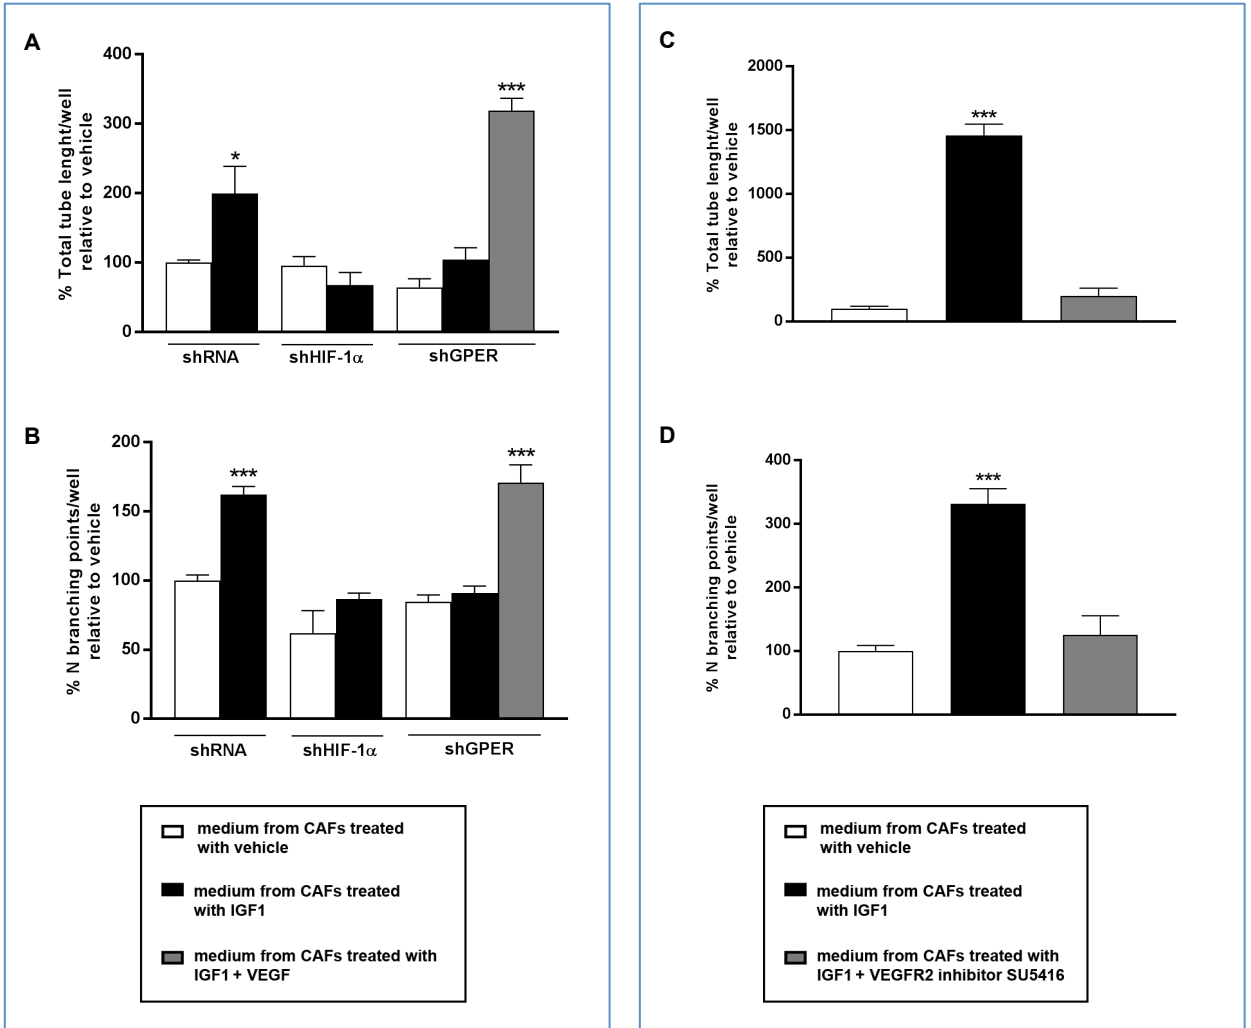 A
% Total tube lenght/well
relative to vehicle
400
300
200
100
0
*
***
shRNA
shHIF-1α
shGPER
B
% N branching points/well
relative to vehicle
200
150
100
50
0
***
***
shRNA
shHIF-1α
shGPER
medium from CAFs treated
with vehicle
medium from CAFs treated
with IGF1
medium from CAFs treated with
IGF1 + VEGF
C
% Total tube lenght/well
relative to vehicle
2000
1500
1000
500
0
***
D
% N branching points/well
relative to vehicle
400
300
200
100
0
***
medium from CAFs treated
with vehicle
medium from CAFs treated
with IGF1
medium from CAFs treated with
IGF1 + VEGFR2 inhibitor SU5416